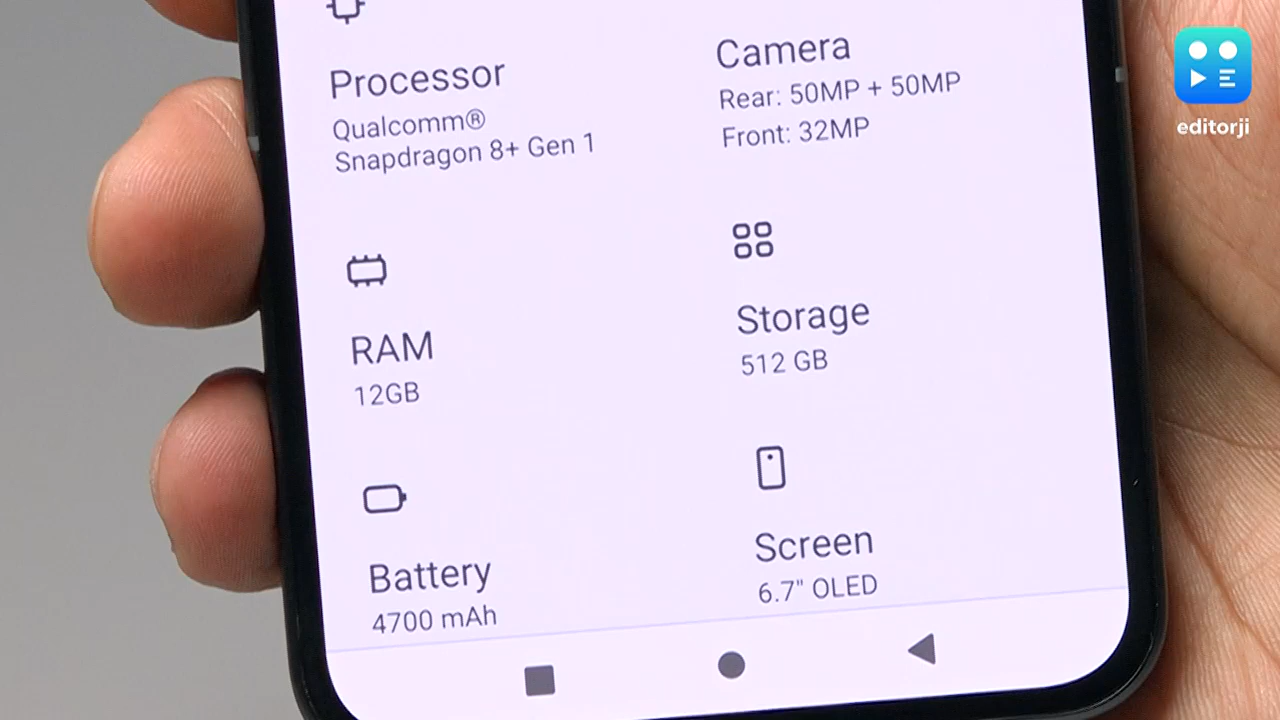 Processor
Qualcomm®
Snapdragon 8+ Gen 1
Camera
Rear: 50MP + 50MP
Front: 32MP
RAM
12GB
Storage
512 GB
Battery
4700 mAh
Screen
6.7" OLED
editorji